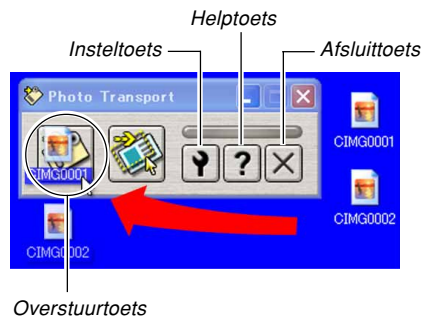 Helptoets
Insteltoets
Afsluittoets
Photo Transport
CIMG0001
CIMG0001
CIMG0002
CIMG0002
Overstuurtoets